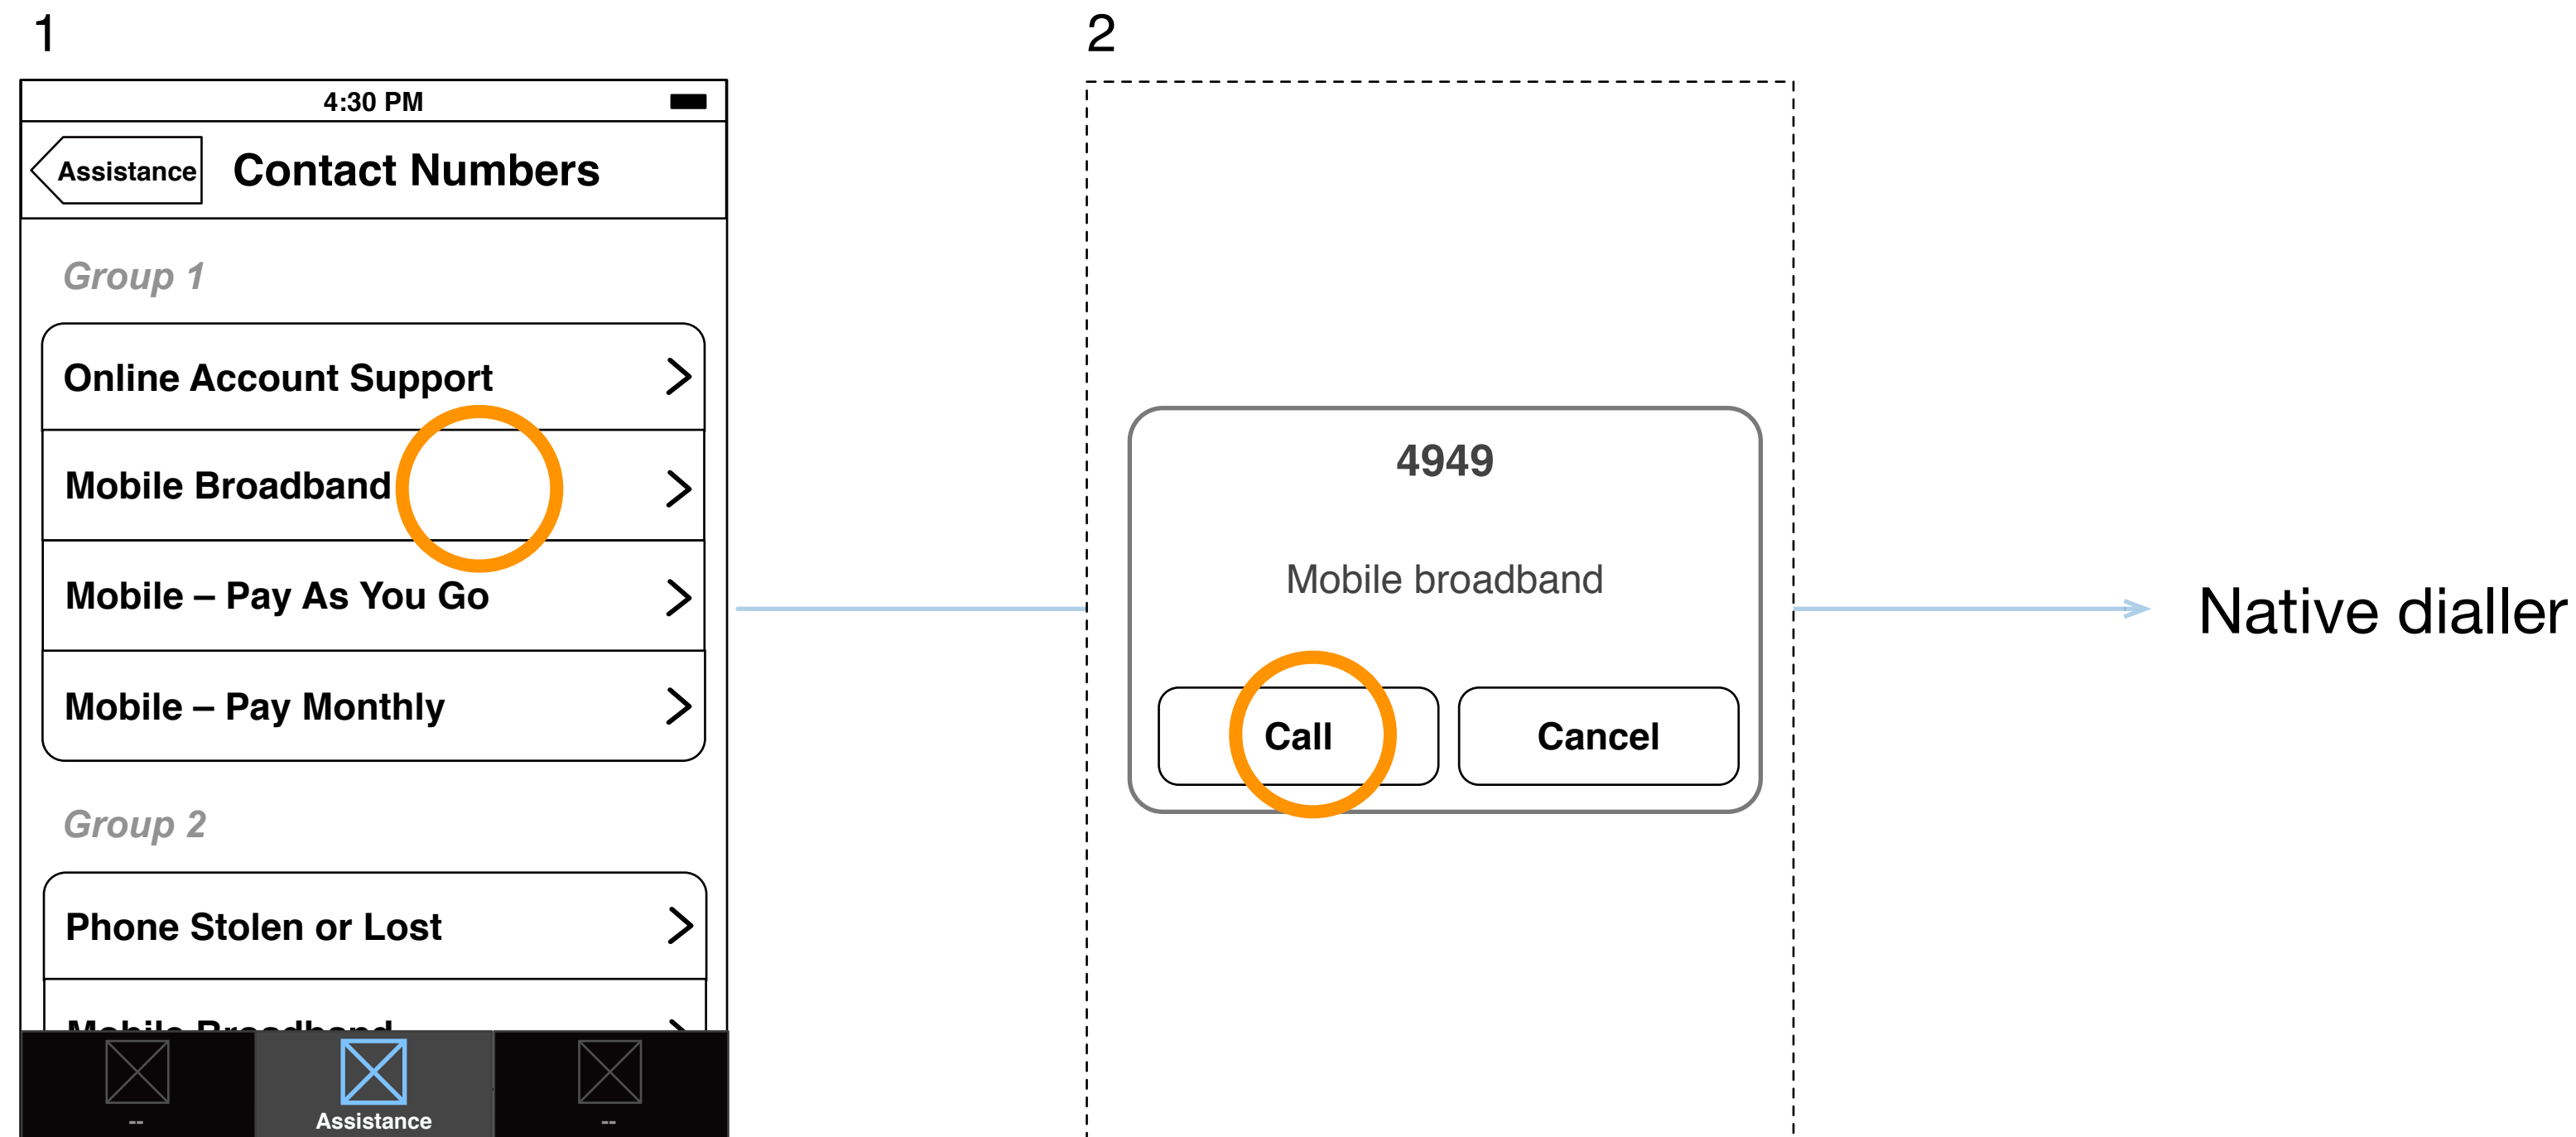 1
4:30 PM
Assistance
Contact Numbers
Group 1
Online Account Support
Mobile Broadband
Mobile – Pay As You Go
Mobile – Pay Monthly
Group 2
Phone Stolen or Lost
Mobile Broadband
--
Assistance
--
2
4949
Mobile broadband
Call
Cancel
Native dialler